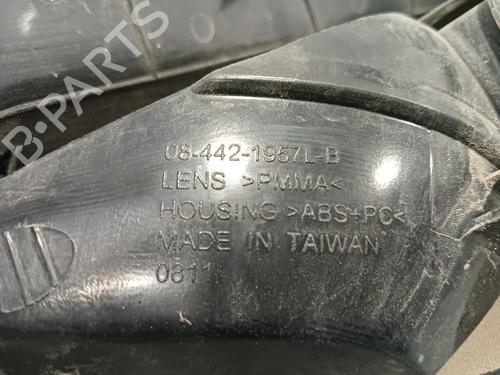 B-PARTS
08-442-1957L-B
LENS >PMMA<
HOUSING >ABS+PC<
MADE IN TAIWAN
0811